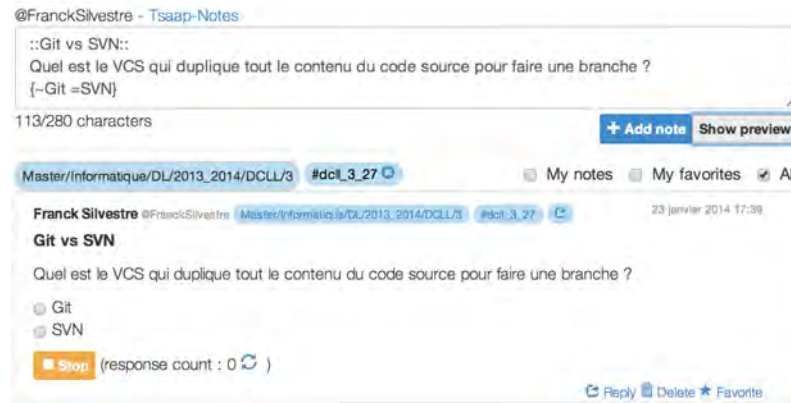 @FranckSilvestre - Tsaap-Notes
::Git vs SVN::
Quel est le VCS qui duplique tout le contenu du code source pour faire une branche ?
{~Git =SVN}
113/280 characters
+ Add note Show preview
Master/Informatique/DL/2013_2014/DCLL/3 #dcll_3_27 My notes My favorites Al
Franck Silvestre @FranckSilvestre Master/Informatique/DL/2013_2014/DCLL/3 #dcll_3_27 23 janvier 2014 17:39
Git vs SVN
Quel est le VCS qui duplique tout le contenu du code source pour faire une branche ?
Git
SVN
Stop (response count : 0 )
Reply Delete Favorite